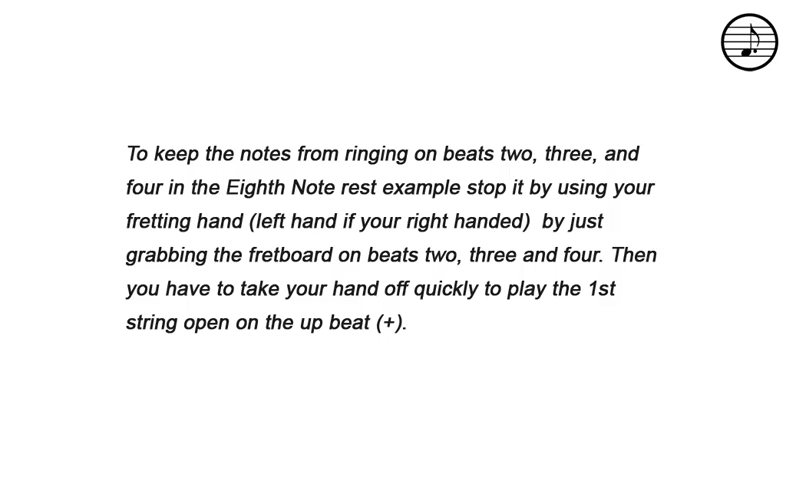 To keep the notes from ringing on beats two, three, and
four in the Eighth Note rest example stop it by using your
fretting hand (left hand if your right handed)  by just
grabbing the fretboard on beats two, three and four. Then
you have to take your hand off quickly to play the 1st
string open on the up beat (+).